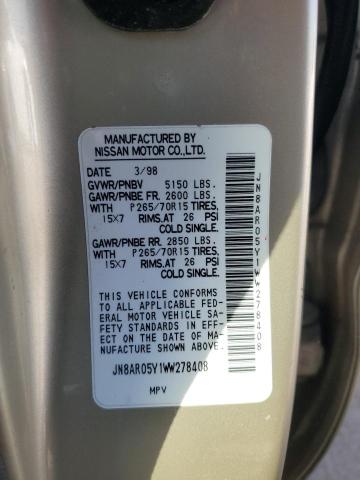 MANUFACTURED BY
NISSAN MOTOR CO.,LTD.
DATE 3/98
GVWR/PNBV 5150 LBS.
GAWR/PNBE FR. 2600 LBS.
WITH P265/70R15 TIRES,
15X7 RIMS,AT 26 PSI
COLD SINGLE.
GAWR/PNBE RR. 2850 LBS.
WITH P265/70R15 TIRES,
15X7 RIMS,AT 26 PSI
COLD SINGLE.
THIS VEHICLE CONFORMS
TO ALL APPLICABLE FED-
ERAL MOTOR VEHICLE SA-
FETY STANDARDS IN EFF-
ECT ON THE DATE OF MA-
NUFACTURE SHOWN ABOVE.
JN8AR05Y1WW278408
MPV
JN8AR05Y1WW278408